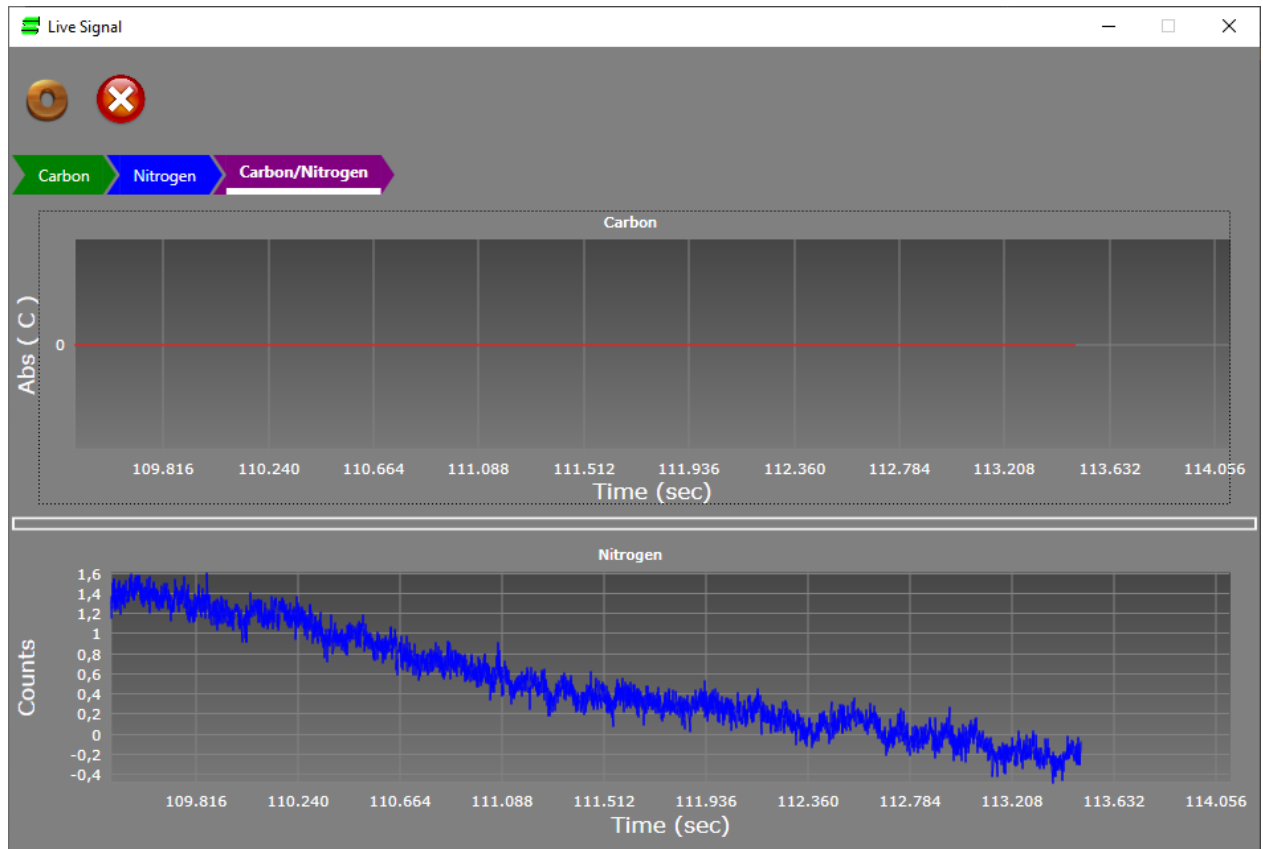 Live Signal
Carbon Nitrogen Carbon/Nitrogen
Carbon
Abs ( C )
0
109.816 110.240 110.664 111.088 111.512 111.936 112.360 112.784 113.208 113.632 114.056
Time (sec)
Nitrogen
Counts
1,6
1,4
1,2
1
0,8
0,6
0,4
0,2
0
-0,2
-0,4
109.816 110.240 110.664 111.088 111.512 111.936 112.360 112.784 113.208 113.632 114.056
Time (sec)